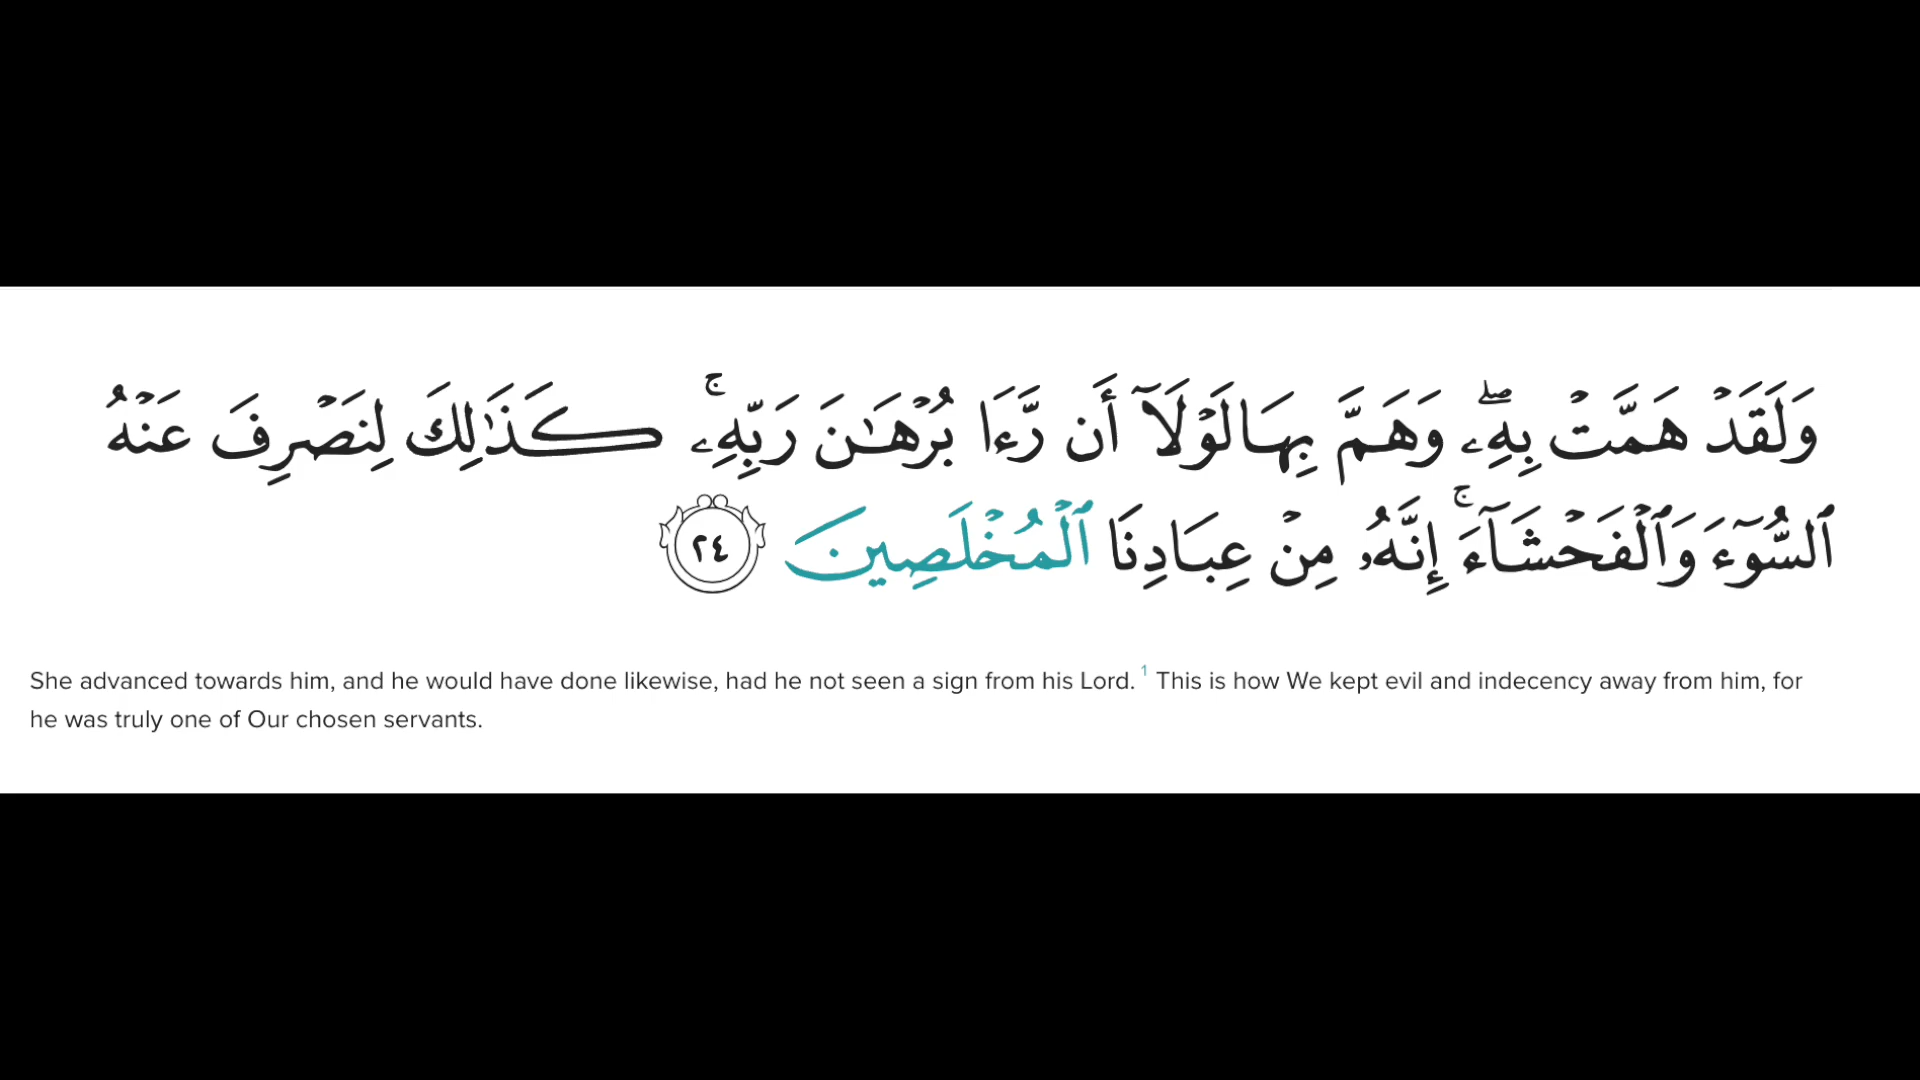 وَلَقَدۡ هَمَّتۡ بِهِۦۖ وَهَمَّ بِهَا لَوۡلَآ أَن رَّءَا بُرۡهَٰنَ رَبِّهِۦۚ كَذَٰلِكَ لِنَصۡرِفَ عَنۡهُ
ٱلسُّوٓءَ وَٱلۡفَحۡشَآءَۚ إِنَّهُۥ مِنۡ عِبَادِنَا ٱلۡمُخۡلَصِينَ ٢٤
She advanced towards him, and he would have done likewise, had he not seen a sign from his Lord. 1 This is how We kept evil and indecency away from him, for
he was truly one of Our chosen servants.